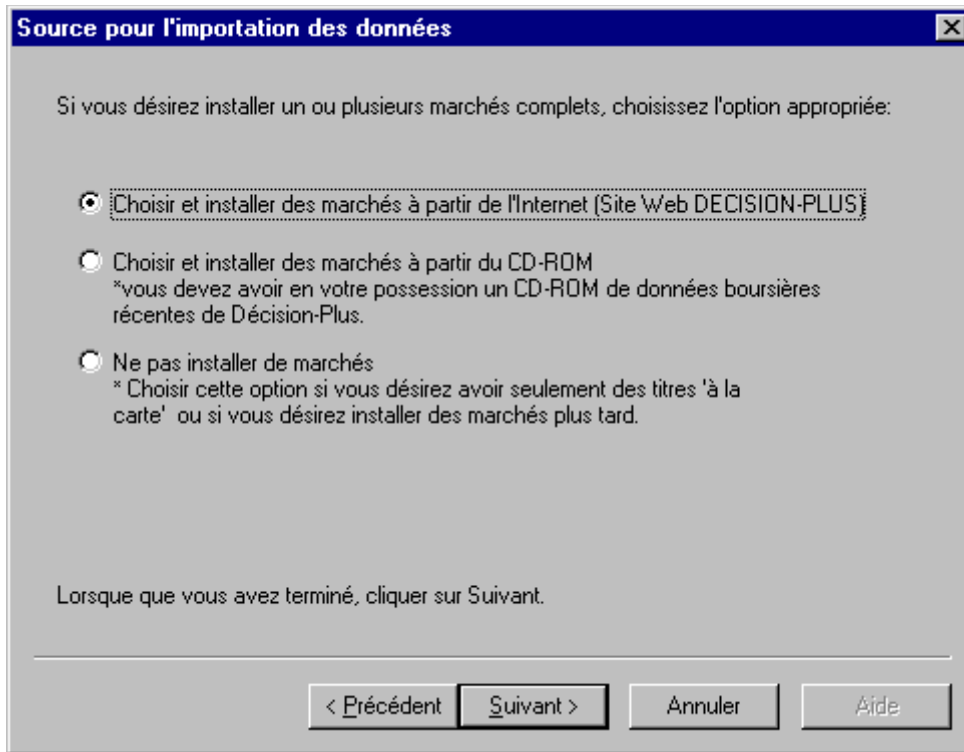 Source pour l'importation des données
Si vous désirez installer un ou plusieurs marchés complets, choisissez l'option appropriée:
Choisir et installer des marchés à partir de l'Internet (Site Web DECISION-PLUS)
Choisir et installer des marchés à partir du CD-ROM
*vous devez avoir en votre possession un CD-ROM de données boursières
récentes de Décision-Plus.
Ne pas installer de marchés
* Choisir cette option si vous désirez avoir seulement des titres 'à la
carte' ou si vous désirez installer des marchés plus tard.
Lorsque que vous avez terminé, cliquer sur Suivant.
< Précédent Suivant > Annuler Aide